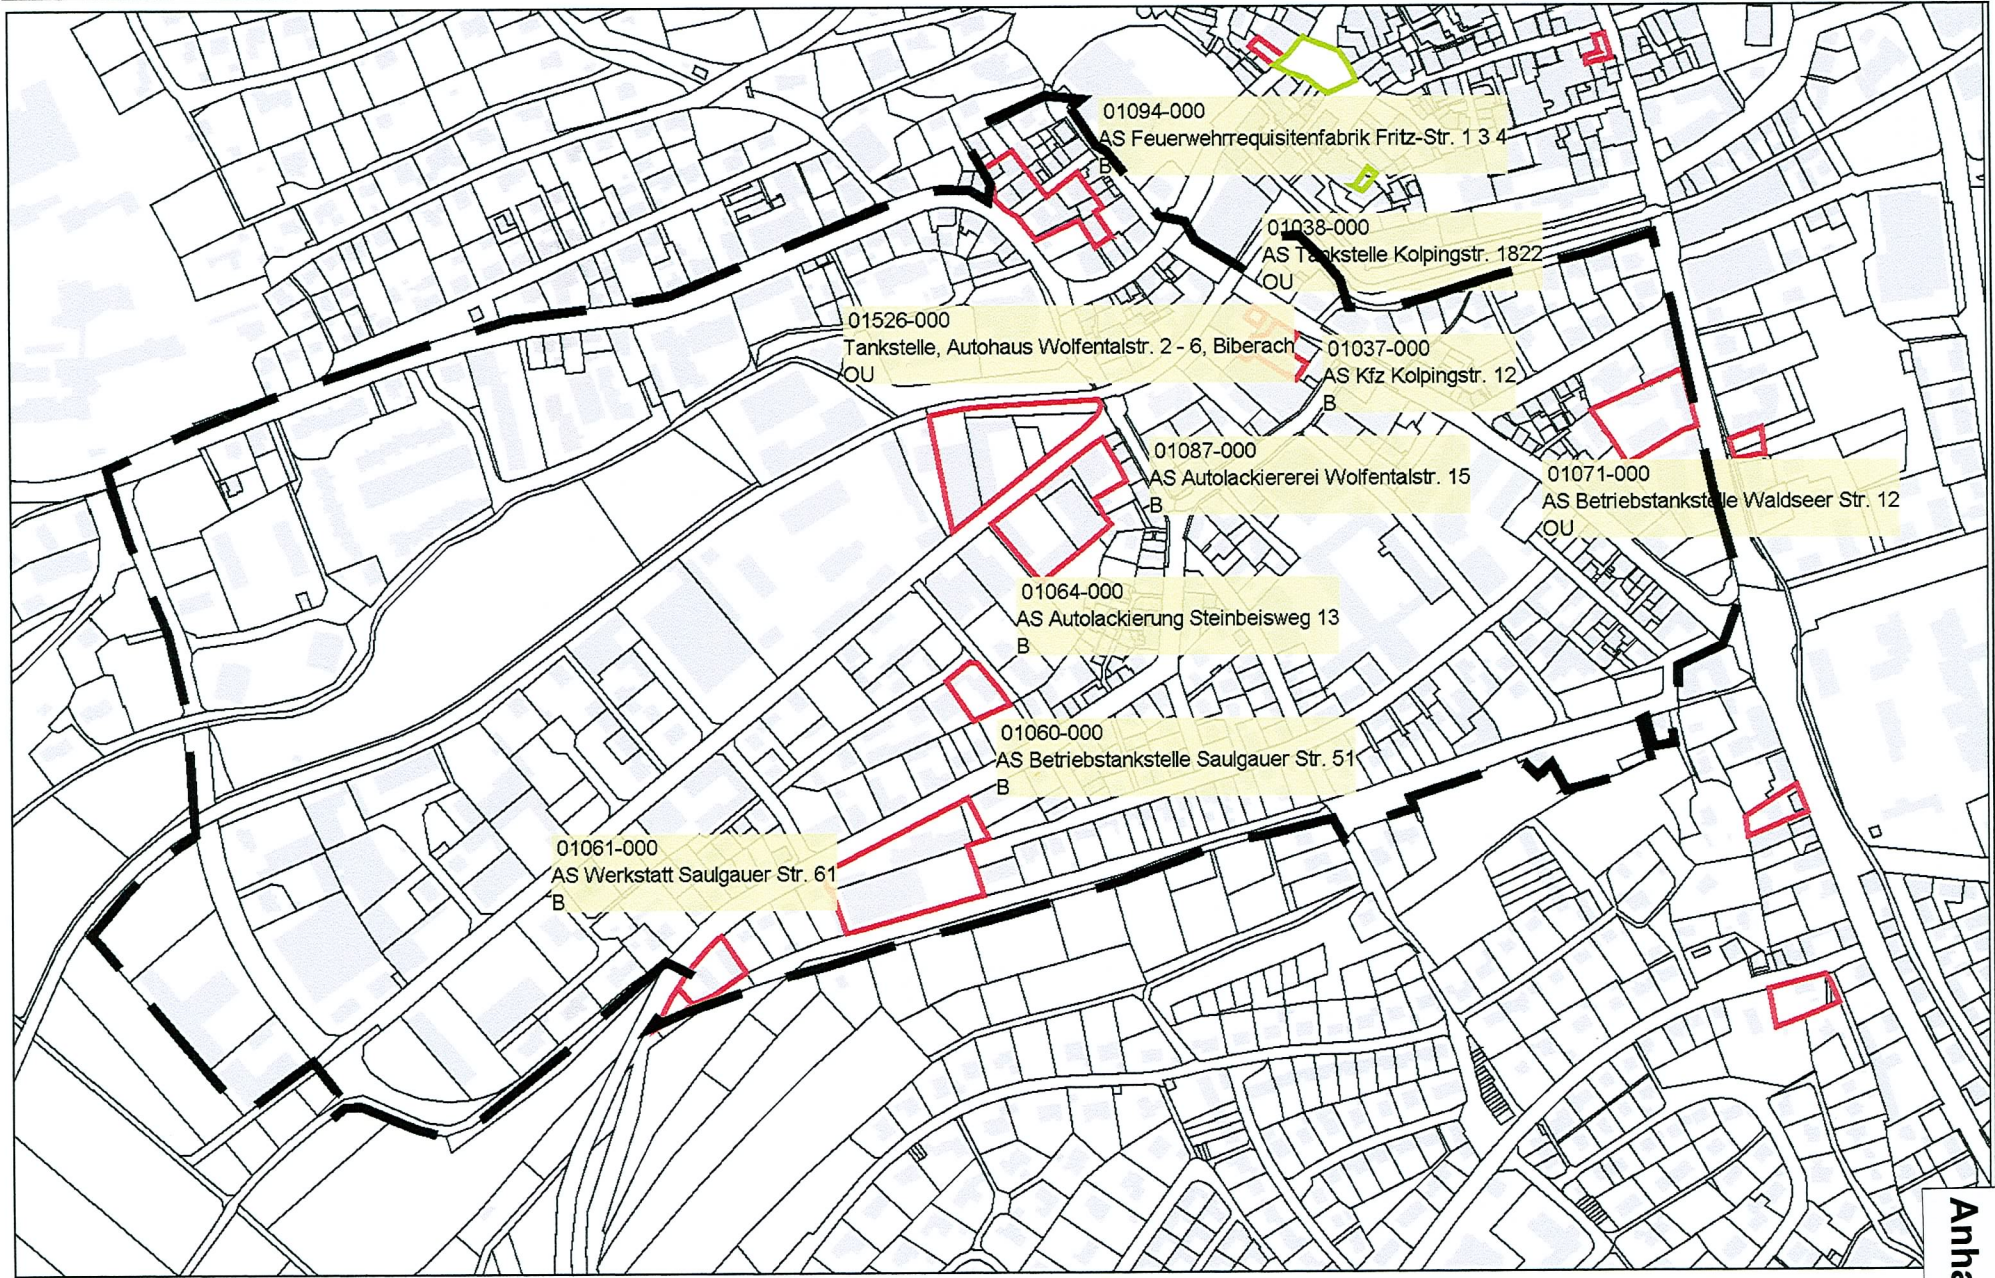 01094-000
AS Feuerwehrrequisitenfabrik Fritz-Str. 1 3 4
B
01038-000
AS Tankstelle Kolpingstr. 1822
OU
01526-000
Tankstelle, Autohaus Wolfentalstr. 2 - 6, Biberach
OU
01037-000
AS Kfz Kolpingstr. 12
B
01087-000
AS Autolackiererei Wolfentalstr. 15
B
01071-000
AS Betriebstankstelle Waldseer Str. 12
OU
01064-000
AS Autolackierung Steinbeisweg 13
B
01060-000
AS Betriebstankstelle Saulgauer Str. 51
B
01061-000
AS Werkstatt Saulgauer Str. 61
B
Anha